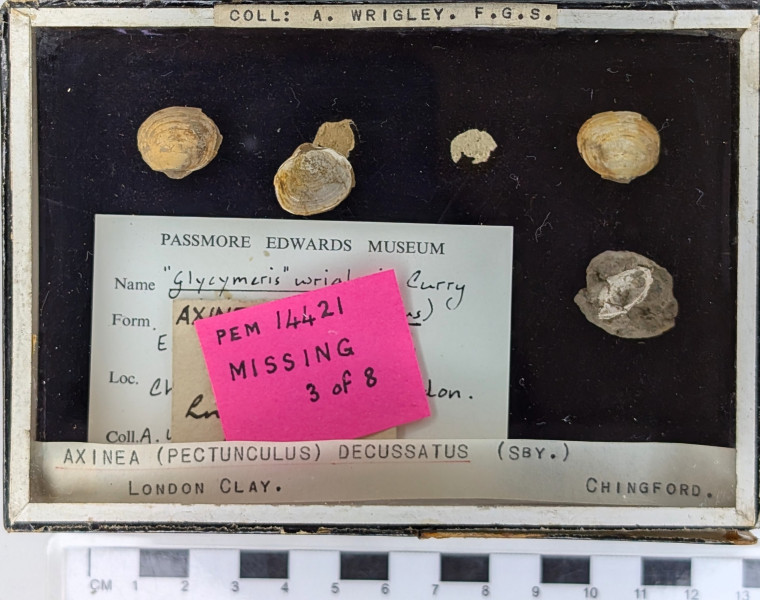 COLL: A. WRIGLEY. F.G.S.
PASSMORE EDWARDS MUSEUM
Name "Glycymeris" Curry
Form AXIN
PEM 14421
MISSING
3 of 8
Loc.
Coll. A.
AXINEA (PECTUNCULUS) DECUSSATUS (SBY.)
LONDON CLAY. CHINGFORD.
CM 1 2 3 4 5 6 7 8 9 10 11 12 13